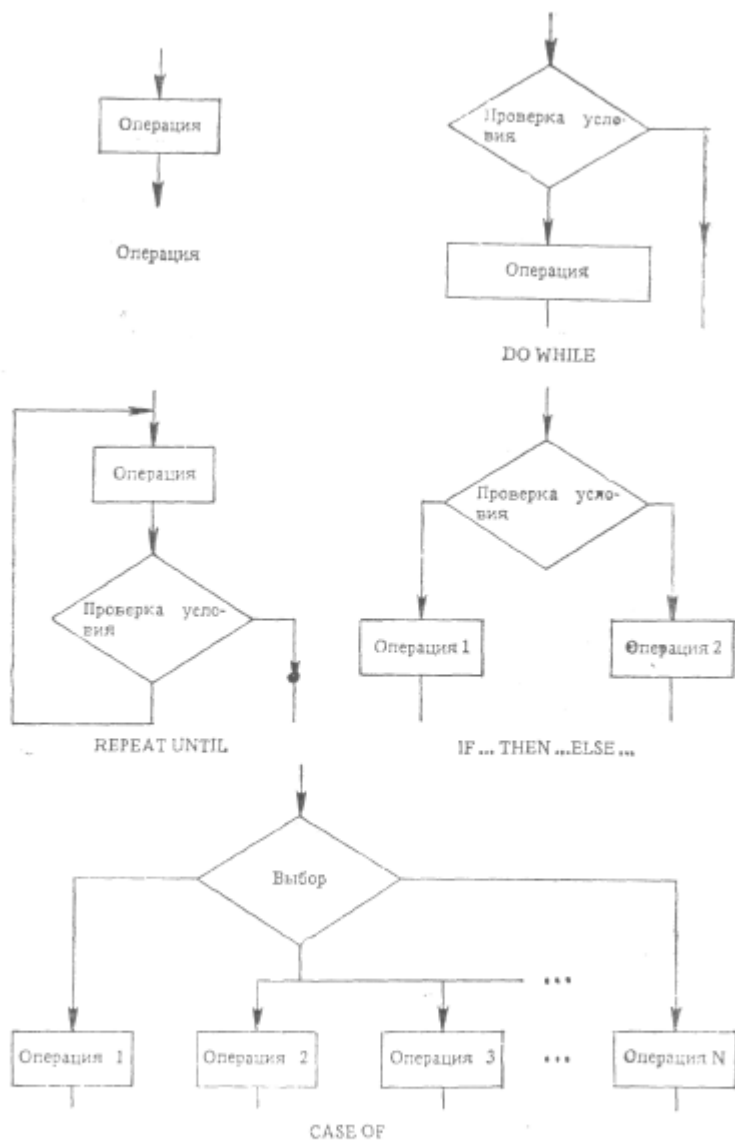 Операция
Операция
Проверка усло-
вия
Операция
DO WHILE
Операция
Проверка усло-
вия
REPEAT UNTIL
Проверка усло-
вия
Операция 1
Операция 2
IF ... THEN ... ELSE ...
Выбор
...
Операция 1
Операция 2
Операция 3
...
Операция N
CASE OF